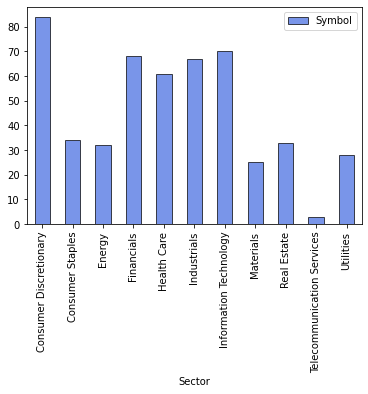 Symbol
80
70
60
50
40
30
20
10
0
Consumer Discretionary
Consumer Staples
Energy
Financials
Health Care
Industrials
Information Technology
Materials
Real Estate
Telecommunication Services
Utilities
Sector